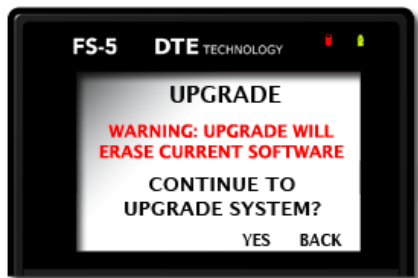 FS-5 DTE TECHNOLOGY
UPGRADE
WARNING: UPGRADE WILL
ERASE CURRENT SOFTWARE
CONTINUE TO
UPGRADE SYSTEM?
YES BACK